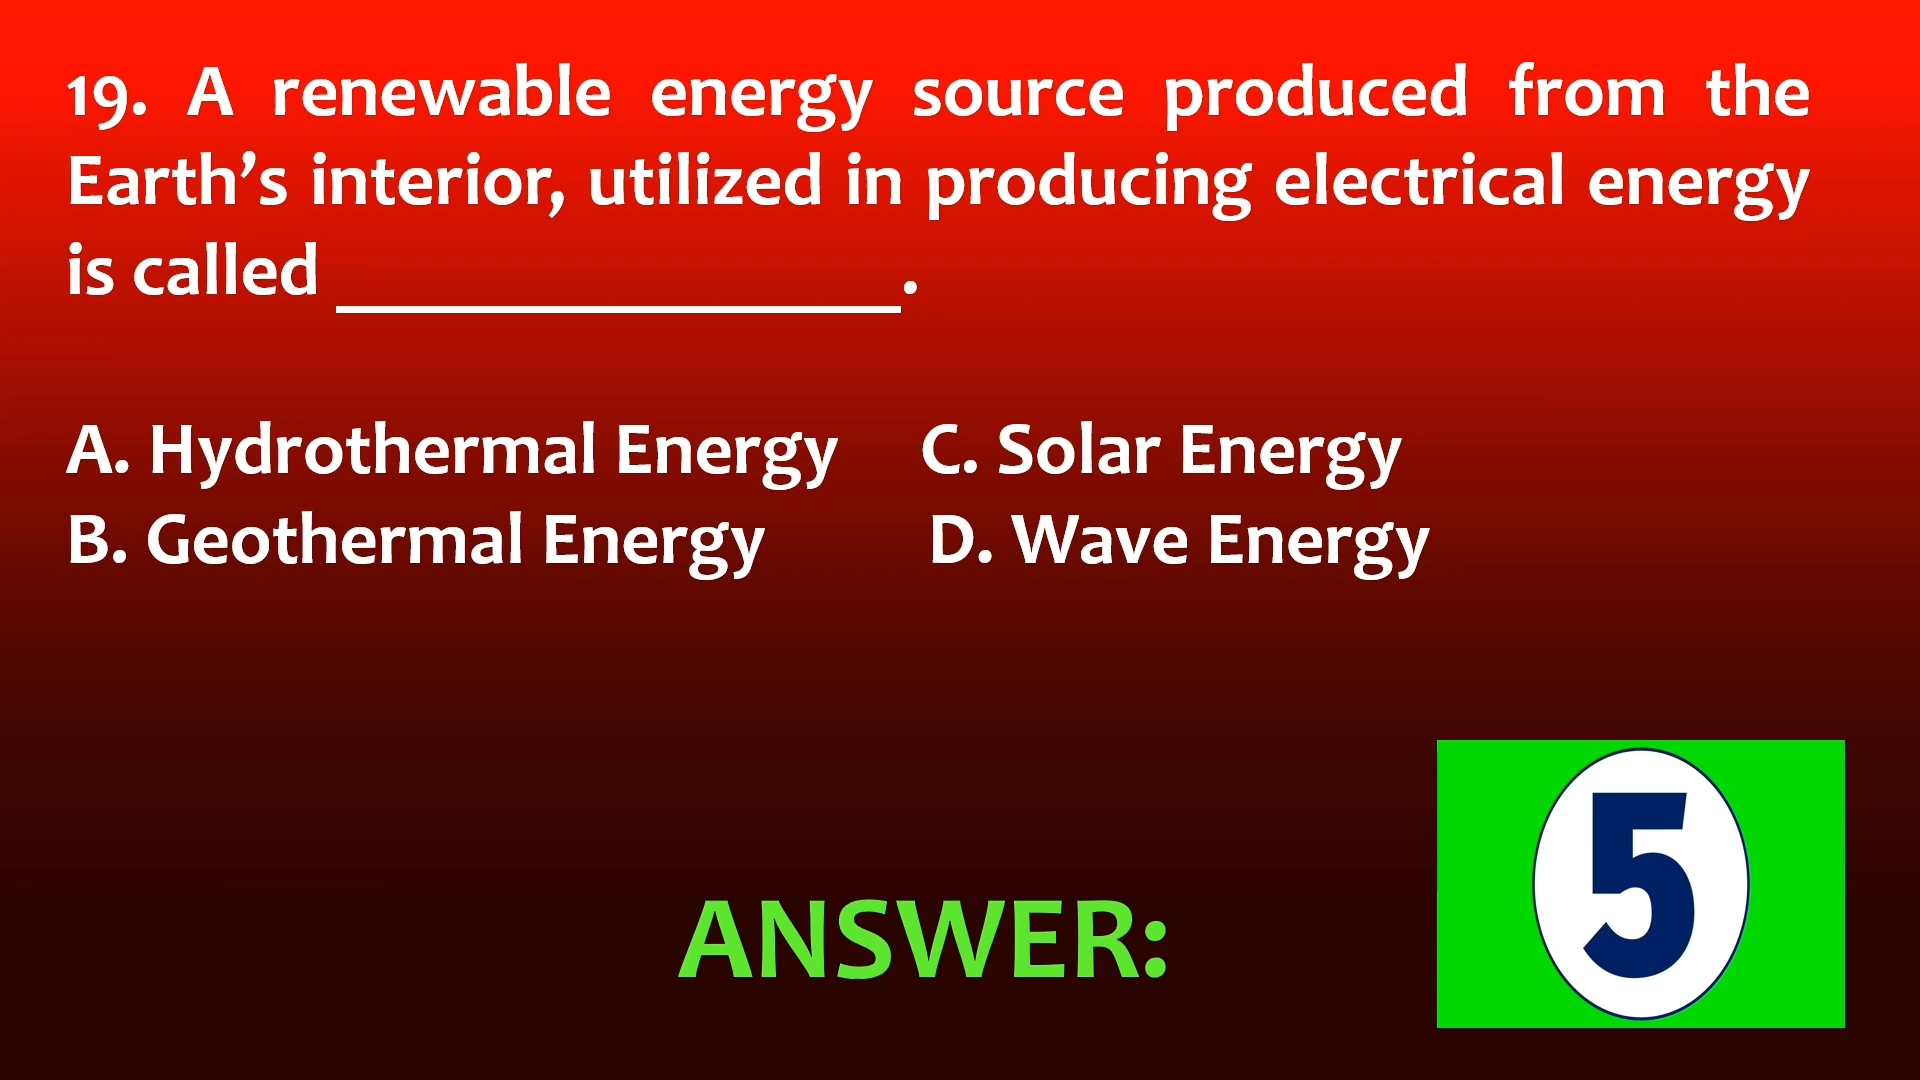 19. A renewable energy source produced from the
Earth’s interior, utilized in producing electrical energy
is called _______________.
A. Hydrothermal Energy C. Solar Energy
B. Geothermal Energy D. Wave Energy
ANSWER:
5